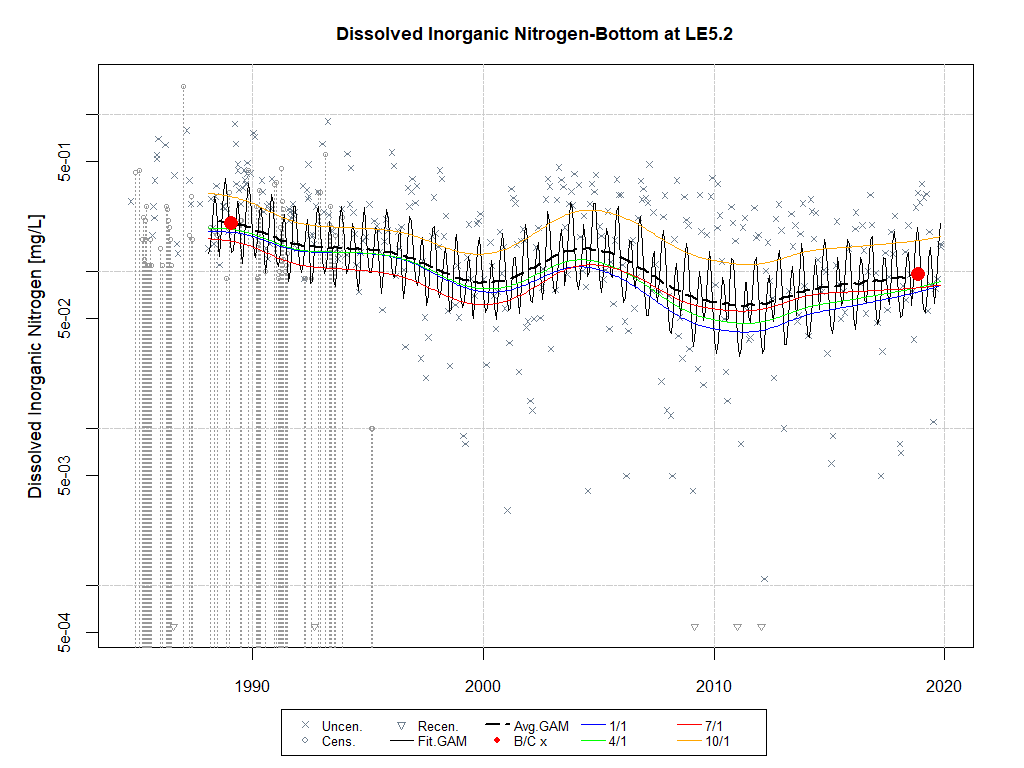 Dissolved Inorganic Nitrogen-Bottom at LE5.2
Dissolved Inorganic Nitrogen [mg/L]
5e-01
5e-02
5e-03
5e-04
1990 2000 2010 2020
Uncen. Recen. Avg.GAM 1/1 7/1
Cens. Fit.GAM B/C x 4/1 10/1